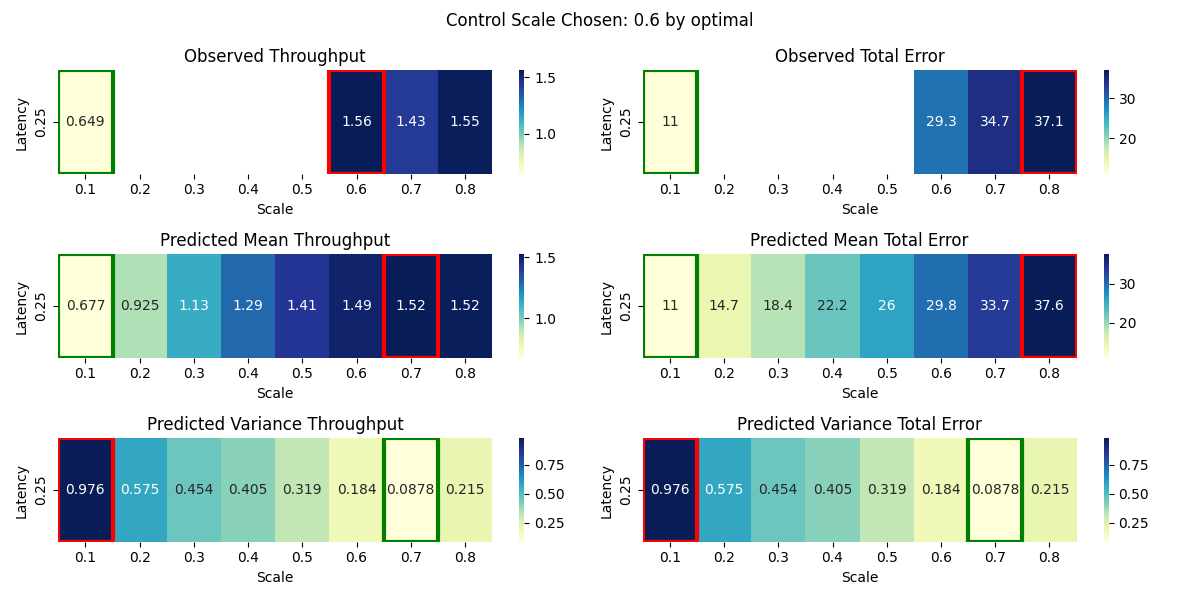 Control Scale Chosen: 0.6 by optimal
Observed Throughput
Latency
0.25
0.649 1.56 1.43 1.55
0.1 0.2 0.3 0.4 0.5 0.6 0.7 0.8
Scale
1.5
1.0
Observed Total Error
Latency
0.25
11 29.3 34.7 37.1
0.1 0.2 0.3 0.4 0.5 0.6 0.7 0.8
Scale
30
20
Predicted Mean Throughput
Latency
0.25
0.677 0.925 1.13 1.29 1.41 1.49 1.52 1.52
0.1 0.2 0.3 0.4 0.5 0.6 0.7 0.8
Scale
1.5
1.0
Predicted Mean Total Error
Latency
0.25
11 14.7 18.4 22.2 26 29.8 33.7 37.6
0.1 0.2 0.3 0.4 0.5 0.6 0.7 0.8
Scale
30
20
Predicted Variance Throughput
Latency
0.25
0.976 0.575 0.454 0.405 0.319 0.184 0.0878 0.215
0.1 0.2 0.3 0.4 0.5 0.6 0.7 0.8
Scale
0.75
0.50
0.25
Predicted Variance Total Error
Latency
0.25
0.976 0.575 0.454 0.405 0.319 0.184 0.0878 0.215
0.1 0.2 0.3 0.4 0.5 0.6 0.7 0.8
Scale
0.75
0.50
0.25